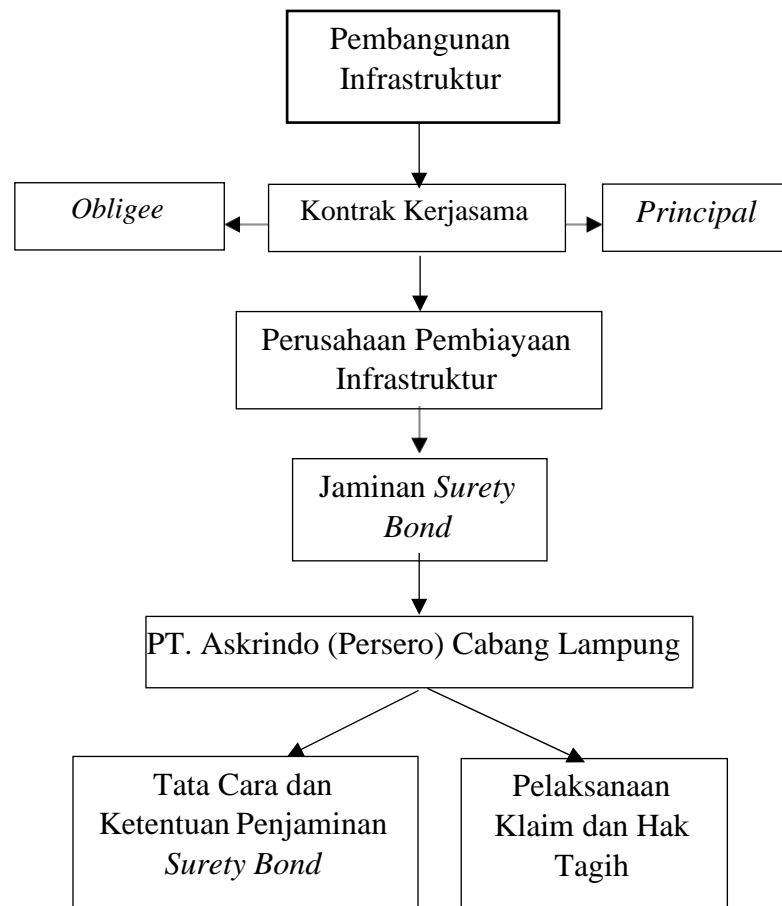 Pembangunan
Infrastruktur
Obligee
Kontrak Kerjasama
Principal
Perusahaan Pembiayaan
Infrastruktur
Jaminan Surety
Bond
PT. Askrindo (Persero) Cabang Lampung
Tata Cara dan
Ketentuan Penjaminan
Surety Bond
Pelaksanaan
Klaim dan Hak
Tagih